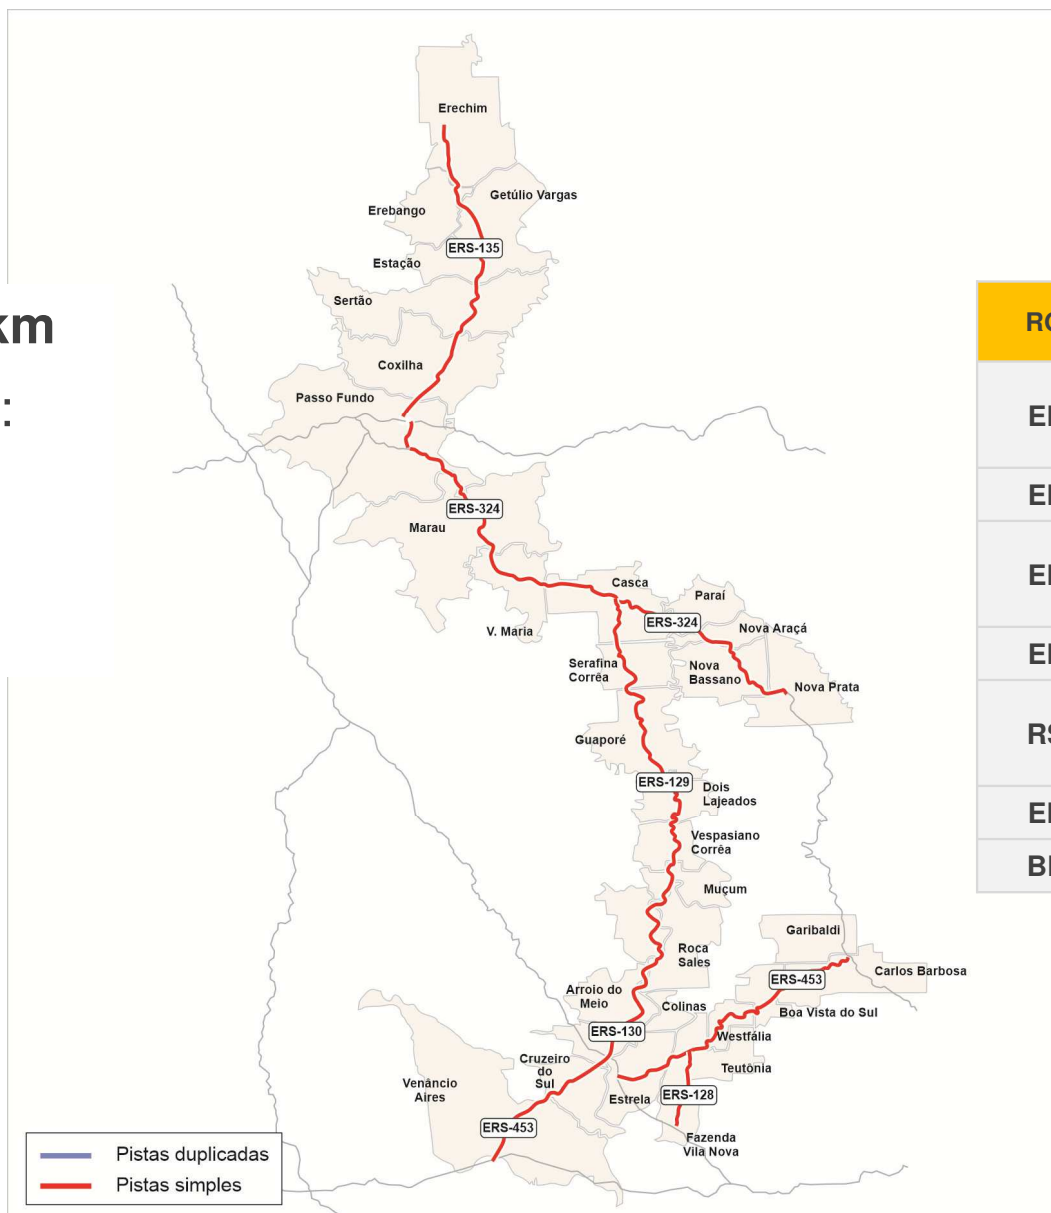 Erechim
Getúlio Vargas
Erebango
ERS-135
Estação
Sertão
km
Coxilha
Passo Fundo
:
ERS-324
Marau
Casca
Paraí
ERS-324
Nova Araçá
V. Maria
Serafina
Corrêa
Nova
Bassano
Nova Prata
Guaporé
ERS-129
Dois
Lajeados
Vespasiano
Corrêa
Muçum
Garibaldi
Roca
Sales
Carlos Barbosa
ERS-453
Arroio do
Meio
Colinas
Boa Vista do Sul
ERS-130
Westfália
Cruzeiro
do
Sul
Teutônia
Venâncio
Aires
Estrela
ERS-128
ERS-453
Fazenda
Vila Nova
Pistas duplicadas
Pistas simples